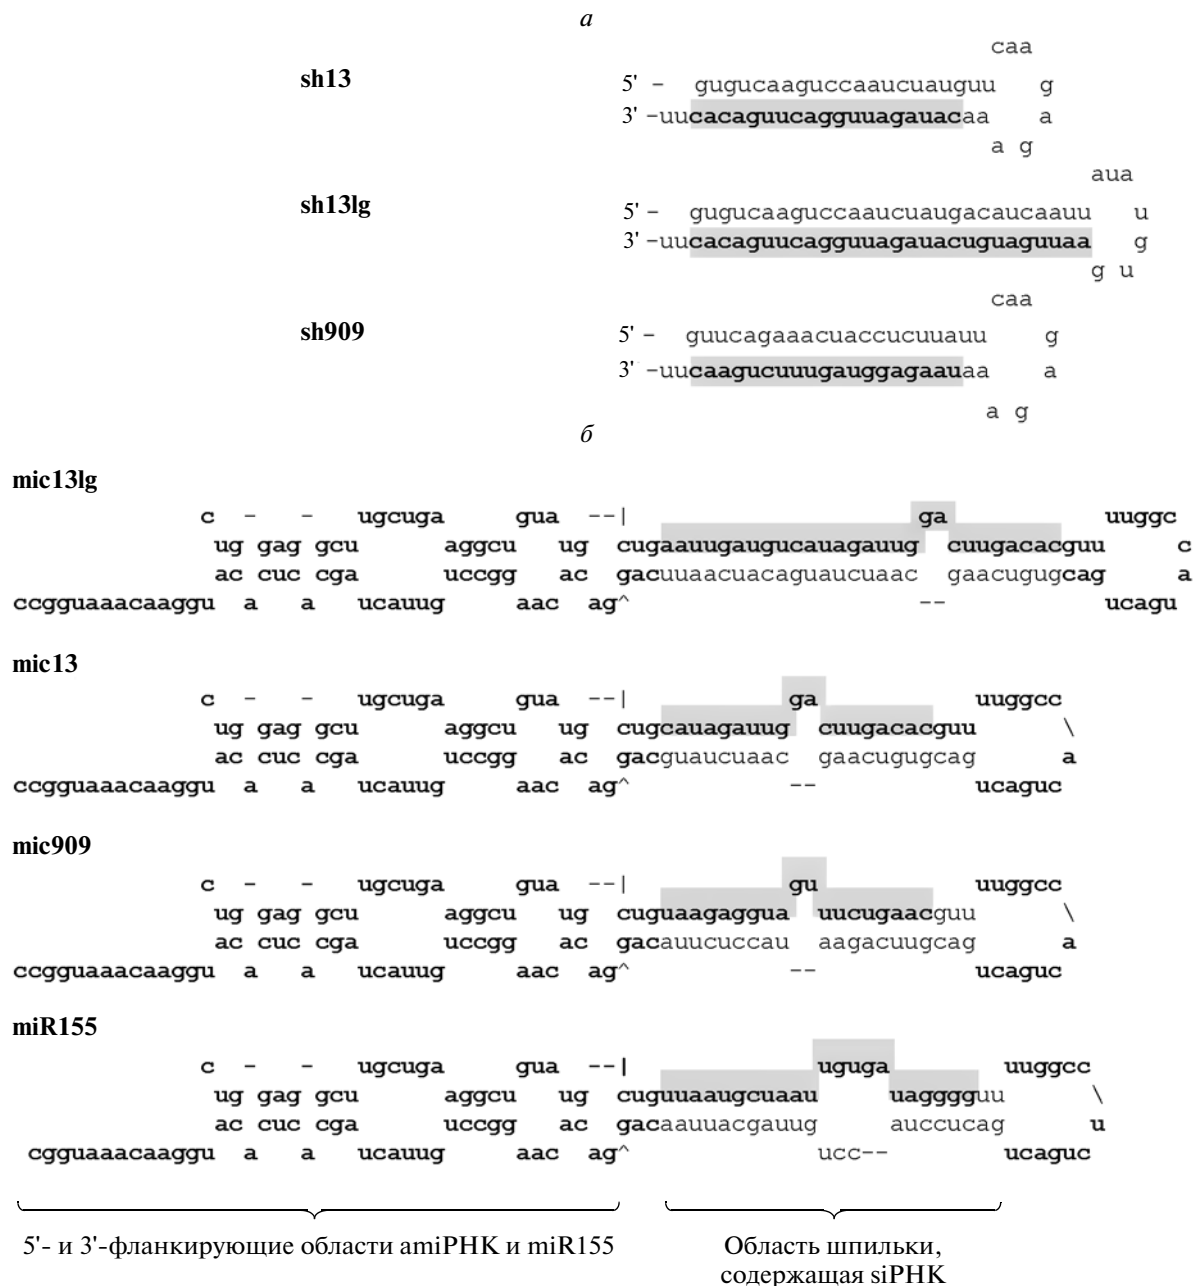 а
caa
sh13 5' – gugucaaguccaaucuauguu g
3' –uucacaguucagguuagauacaa a
a g
aua
sh13lg 5' – gugucaaguccaaucuaugacaucaauu u
3' –uucacaguucagguuagauacuguaguuaa g
g u
caa
sh909 5' – guucagaaacuaccucuuauu g
3' –uucaagucuuugauggagaauaa a
a g
б
mic13lg
c – – ugcuga gua ––| ga uuggc
ug gag gcu aggcu ug cugaauugaugucauagauug cuugacacguu c
ac cuc cga uccgg ac gacuuaacuacaguaucuaac gaacugugcag a
ccgguaaacaaggu a a ucauug aac ag^ –– ucagu
mic13
c – – ugcuga gua ––| ga uuggcc
ug gag gcu aggcu ug cugcauagauug cuugacacguu \
ac cuc cga uccgg ac gacguaucuaac gaacugugcag a
ccgguaaacaaggu a a ucauug aac ag^ –– ucaguc
mic909
c – – ugcuga gua ––| gu uuggcc
ug gag gcu aggcu ug cuguaagaggua uucugaacguu \
ac cuc cga uccgg ac gacauucuccau aagacuugcag a
ccgguaaacaaggu a a ucauug aac ag^ –– ucaguc
miR155
c – – ugcuga gua ––| uguga uuggcc
ug gag gcu aggcu ug cuguuaaugcuaau uagggguu \
ac cuc cga uccgg ac gacaauuacgauug auccucag u
cgguaaacaaggu a a ucauug aac ag^ ucc–– ucaguc
5'- и 3'-фланкирующие области amiРНК и miR155
Область шпильки,
содержащая siРНК